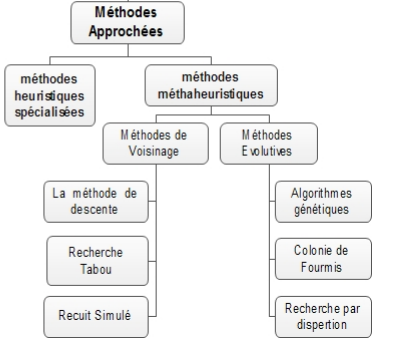 Méthodes
Approchées
méthodes
heuristiques
spécialisées
méthodes
méthaheuristiques
Méthodes de
Voisinage
Méthodes
Evolutives
La méthode de
descente
Recherche
Tabou
Recuit Simulé
Algorithmes
génétiques
Colonie de
Fourmis
Recherche par
dispertion